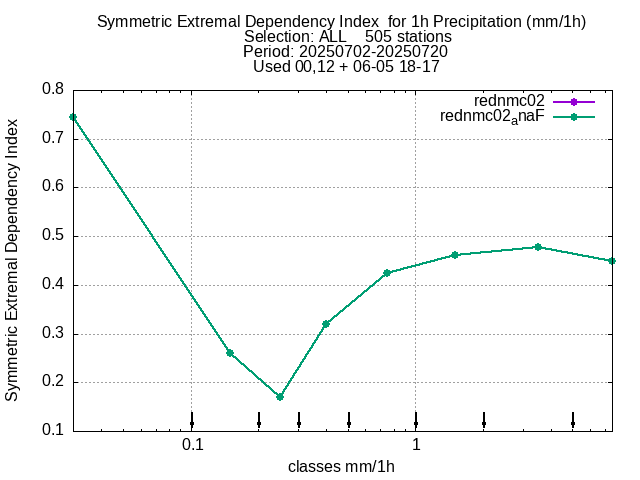 Symmetric Extremal Dependency Index  for 1h Precipitation (mm/1h)
Selection: ALL    505 stations
Period: 20250702-20250720
Used 00,12 + 06-05 18-17
rednmc02
rednmc02anaF
0.8
0.7
0.6
0.5
0.4
0.3
0.2
0.1
Symmetric Extremal Dependency Index
0.1
1
classes mm/1h